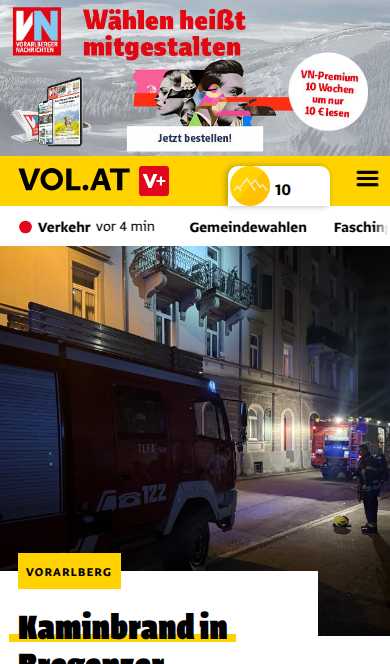 VN
VORARLBERGER
NACHRICHTEN
Wählen heißt
mitgestalten
VN-Premium
10 Wochen
um nur
10 € lesen
Jetzt bestellen!
VOL.AT V+
10
Verkehr vor 4 min Gemeindewahlen Fasching
122
VORARLBERG
Kaminbrand in
Bregenzer